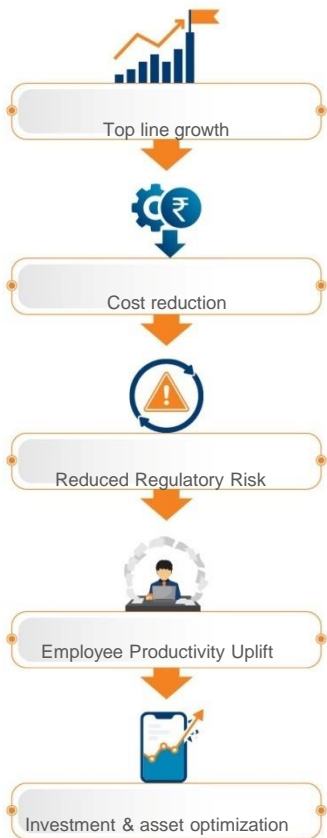 Top line growth
₹
Cost reduction
!
Reduced Regulatory Risk
Employee Productivity Uplift
Investment & asset optimization